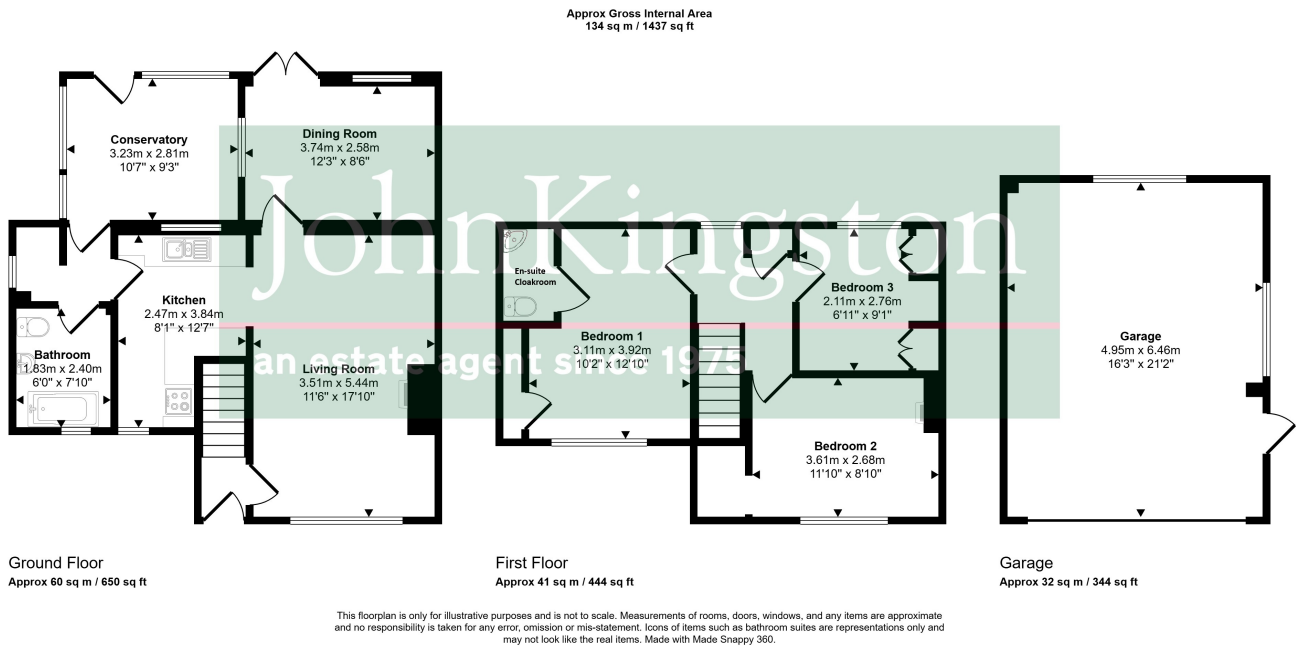 Approx Gross Internal Area
134 sq m / 1437 sq ft
Conservatory
3.23m x 2.81m
10'7" x 9'3"
Dining Room
3.74m x 2.58m
12'3" x 8'6"
JohnKingston
an estate agent since 1975
Kitchen
2.47m x 3.84m
8'1" x 12'7"
Bathroom
1.83m x 2.40m
6'0" x 7'10"
Living Room
3.51m x 5.44m
11'6" x 17'10"
En-suite
Cloakroom
Bedroom 1
3.11m x 3.92m
10'2" x 12'10"
Bedroom 3
2.11m x 2.76m
6'11" x 9'1"
Bedroom 2
3.61m x 2.68m
11'10" x 8'10"
Garage
4.95m x 6.46m
16'3" x 21'2"
Ground Floor
Approx 60 sq m / 650 sq ft
First Floor
Approx 41 sq m / 444 sq ft
Garage
Approx 32 sq m / 344 sq ft
This floorplan is only for illustrative purposes and is not to scale. Measurements of rooms, doors, windows, and any items are approximate
and no responsibility is taken for any error, omission or mis-statement. Icons of items such as bathroom suites are representations only and
may not look like the real items. Made with Made Snappy 360.